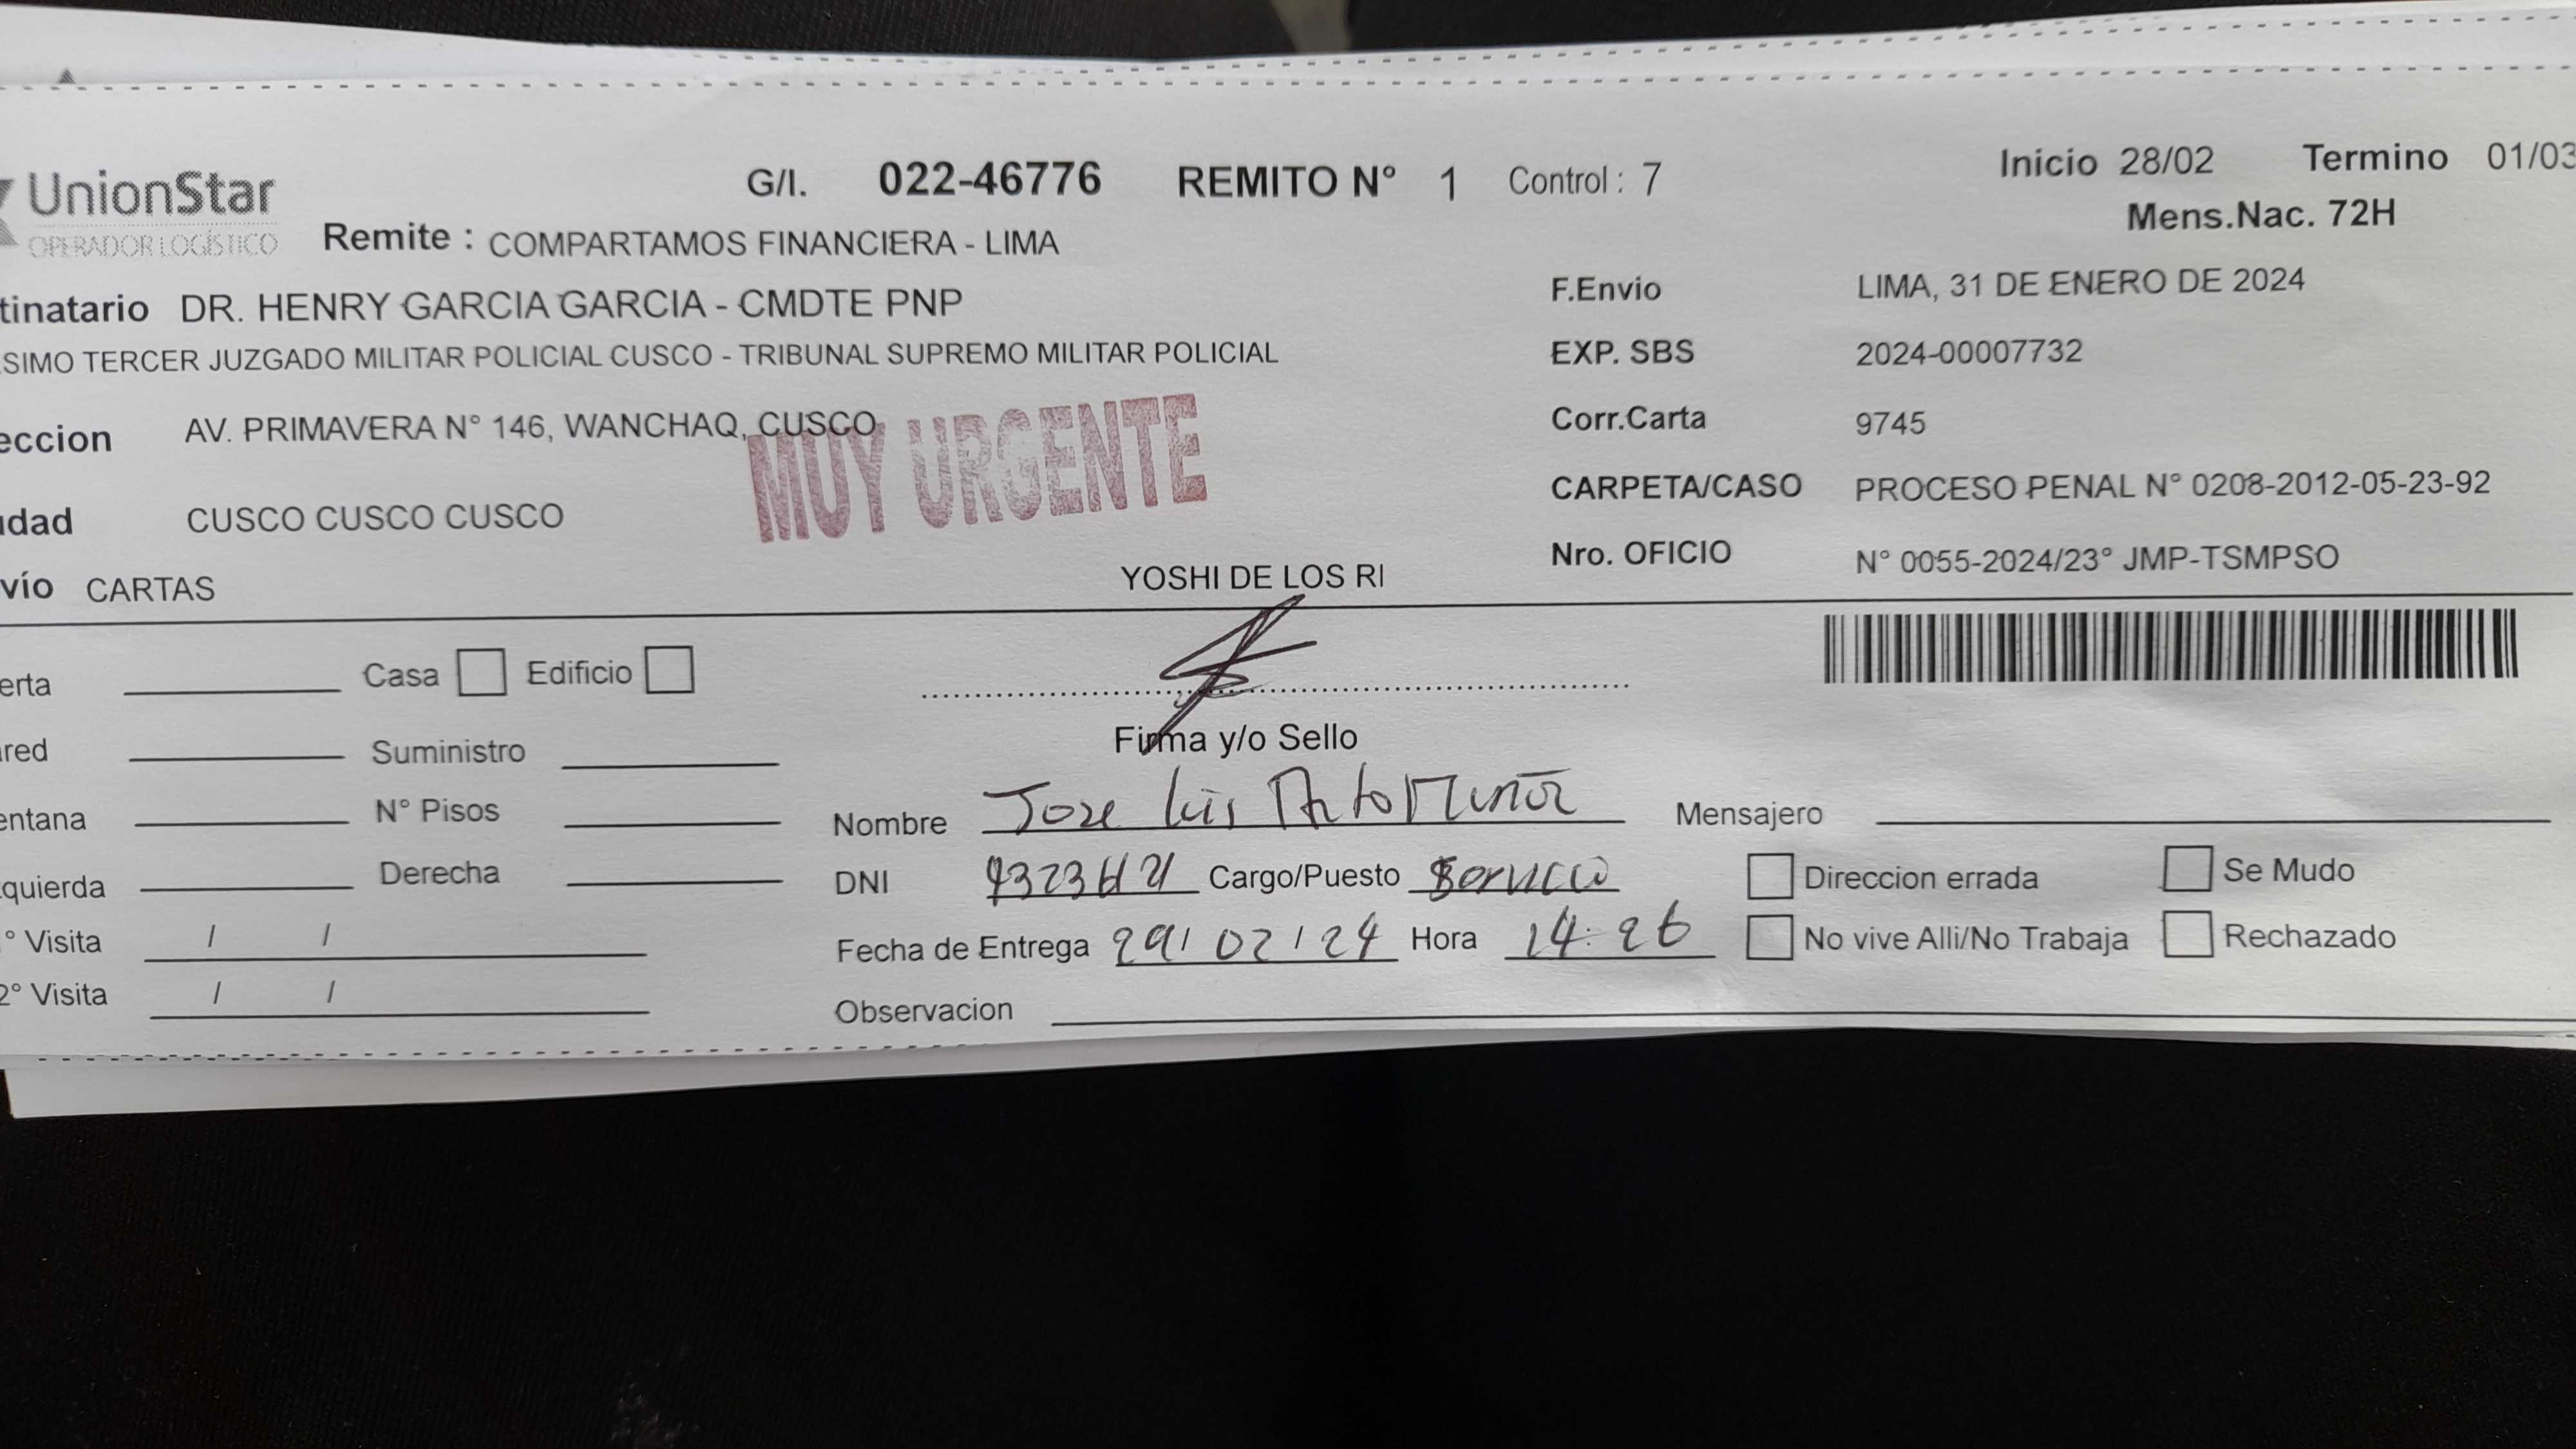 UnionStar
OPERADOR LOGÍSTICO
G/I. 022-46776 REMITO N° 1 Control : 7
Inicio 28/02 Termino 01/03
Mens.Nac. 72H
Remite : COMPARTAMOS FINANCIERA - LIMA
tinatario DR. HENRY GARCIA GARCIA - CMDTE PNP
SIMO TERCER JUZGADO MILITAR POLICIAL CUSCO - TRIBUNAL SUPREMO MILITAR POLICIAL
eccion AV. PRIMAVERA N° 146, WANCHAQ, CUSCO
MUY URGENTE
dad CUSCO CUSCO CUSCO
vío CARTAS
F.Envio LIMA, 31 DE ENERO DE 2024
EXP. SBS 2024-00007732
Corr.Carta 9745
CARPETA/CASO PROCESO PENAL N° 0208-2012-05-23-92
Nro. OFICIO N° 0055-2024/23° JMP-TSMPSO
YOSHI DE LOS RI
erta Casa Edificio
Firma y/o Sello
red Suministro
entana N° Pisos
quierda Derecha
° Visita / /
2° Visita / /
Nombre Jose Luis
DNI Cargo/Puesto
Fecha de Entrega 29/02/24 Hora 14:26
Observacion
Mensajero
Direccion errada Se Mudo
No vive Alli/No Trabaja Rechazado